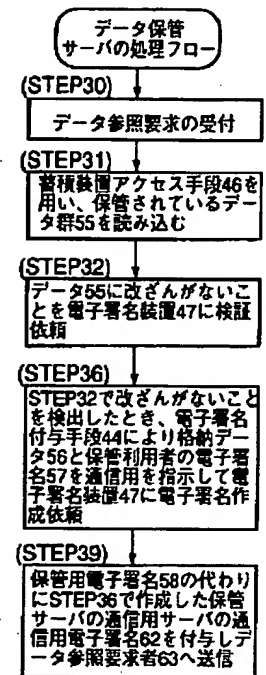 データ保管
サーバの処理フロー
(STEP30)
データ参照要求の受付
(STEP31)
蓄積装置アクセス手段46を
用い、保管されているデー
タ群55を読み込む
(STEP32)
データ55に改ざんがないこ
とを電子署名装置47に検証
依頼
(STEP36)
STEP32で改ざんがないこと
を検出したとき、電子署名
付与手段44により格納デー
タ56と保管利用者の電子署
名57を通信用を指示して電
子署名装置47に電子署名作
成依頼
(STEP39)
保管用電子署名58の代わり
にSTEP36で作成した保管
サーバの通信用サーバの通
信用電子署名62を付与しデ
ータ参照要求者63へ送信